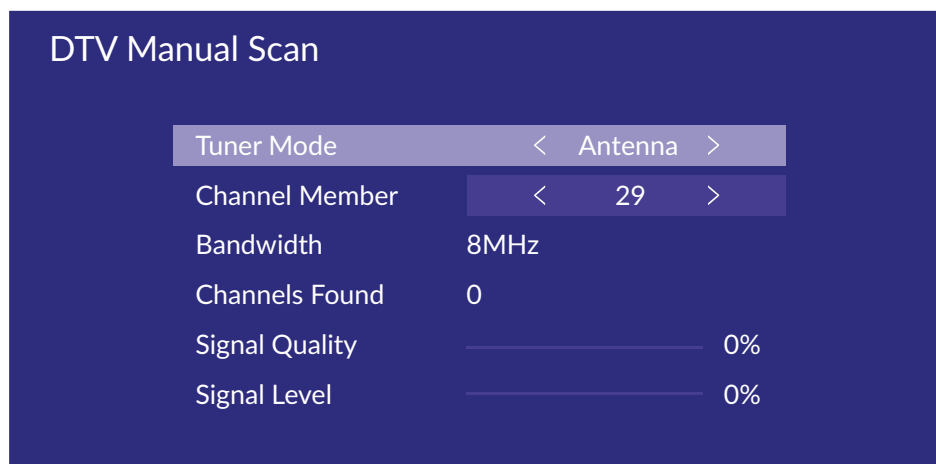 DTV Manual Scan
Tuner Mode < Antenna >
Channel Member < 29 >
Bandwidth 8MHz
Channels Found 0
Signal Quality 0%
Signal Level 0%